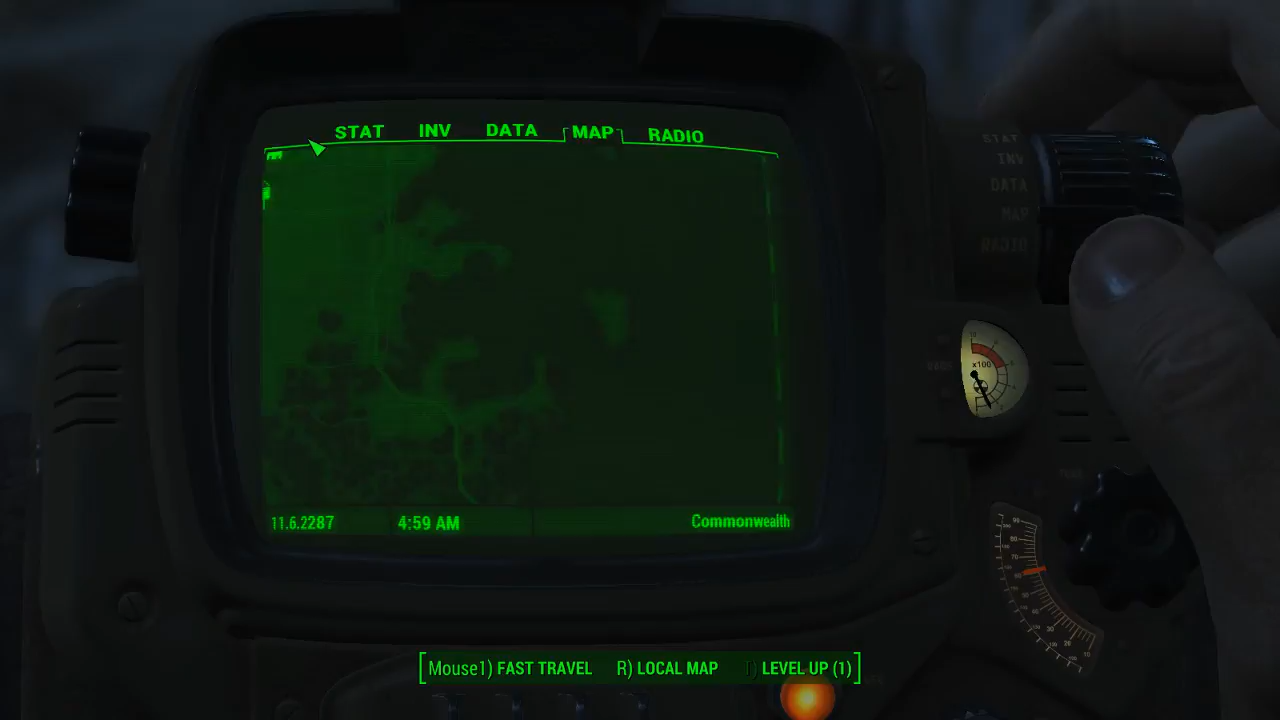 STAT INV DATA MAP RADIO
STAT
INV
DATA
MAP
RADIO
x100
11.6.2287 4:59 AM Commonwealth
Mouse1) FAST TRAVEL R) LOCAL MAP T) LEVEL UP (1)